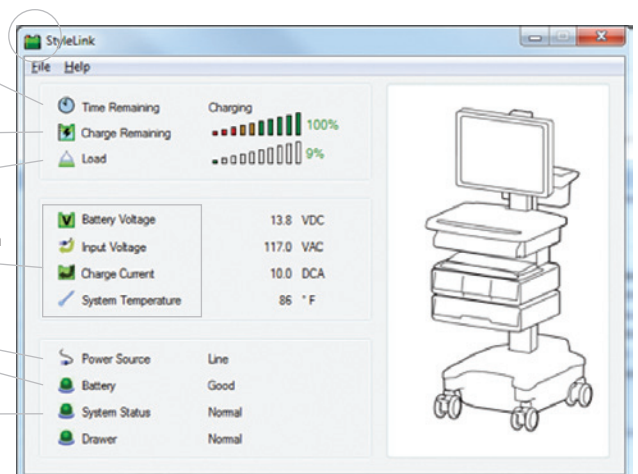 StyleLink
File Help
Time Remaining Charging
Charge Remaining 100%
Load 9%
Battery Voltage 13.8 VDC
Input Voltage 117.0 VAC
Charge Current 10.0 DCA
System Temperature 86 ° F
Power Source Line
Battery Good
System Status Normal
Drawer Normal